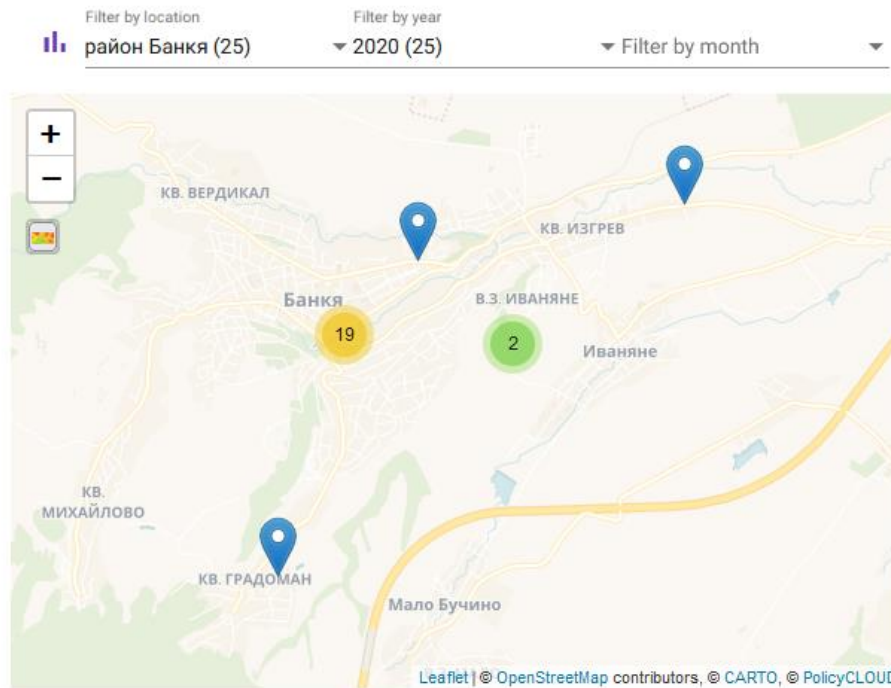 Filter by location
Filter by year
район Банкя (25)
2020 (25)
Filter by month
+
−
КВ. ВЕРДИКАЛ
КВ. ИЗГРЕВ
Банкя
В.З. ИВАНЯНЕ
19
2
Иваняне
КВ.
МИХАЙЛОВО
КВ. ГРАДОМАН
Мало Бучино
Leaflet | © OpenStreetMap contributors, © CARTO, © PolicyCLOUD